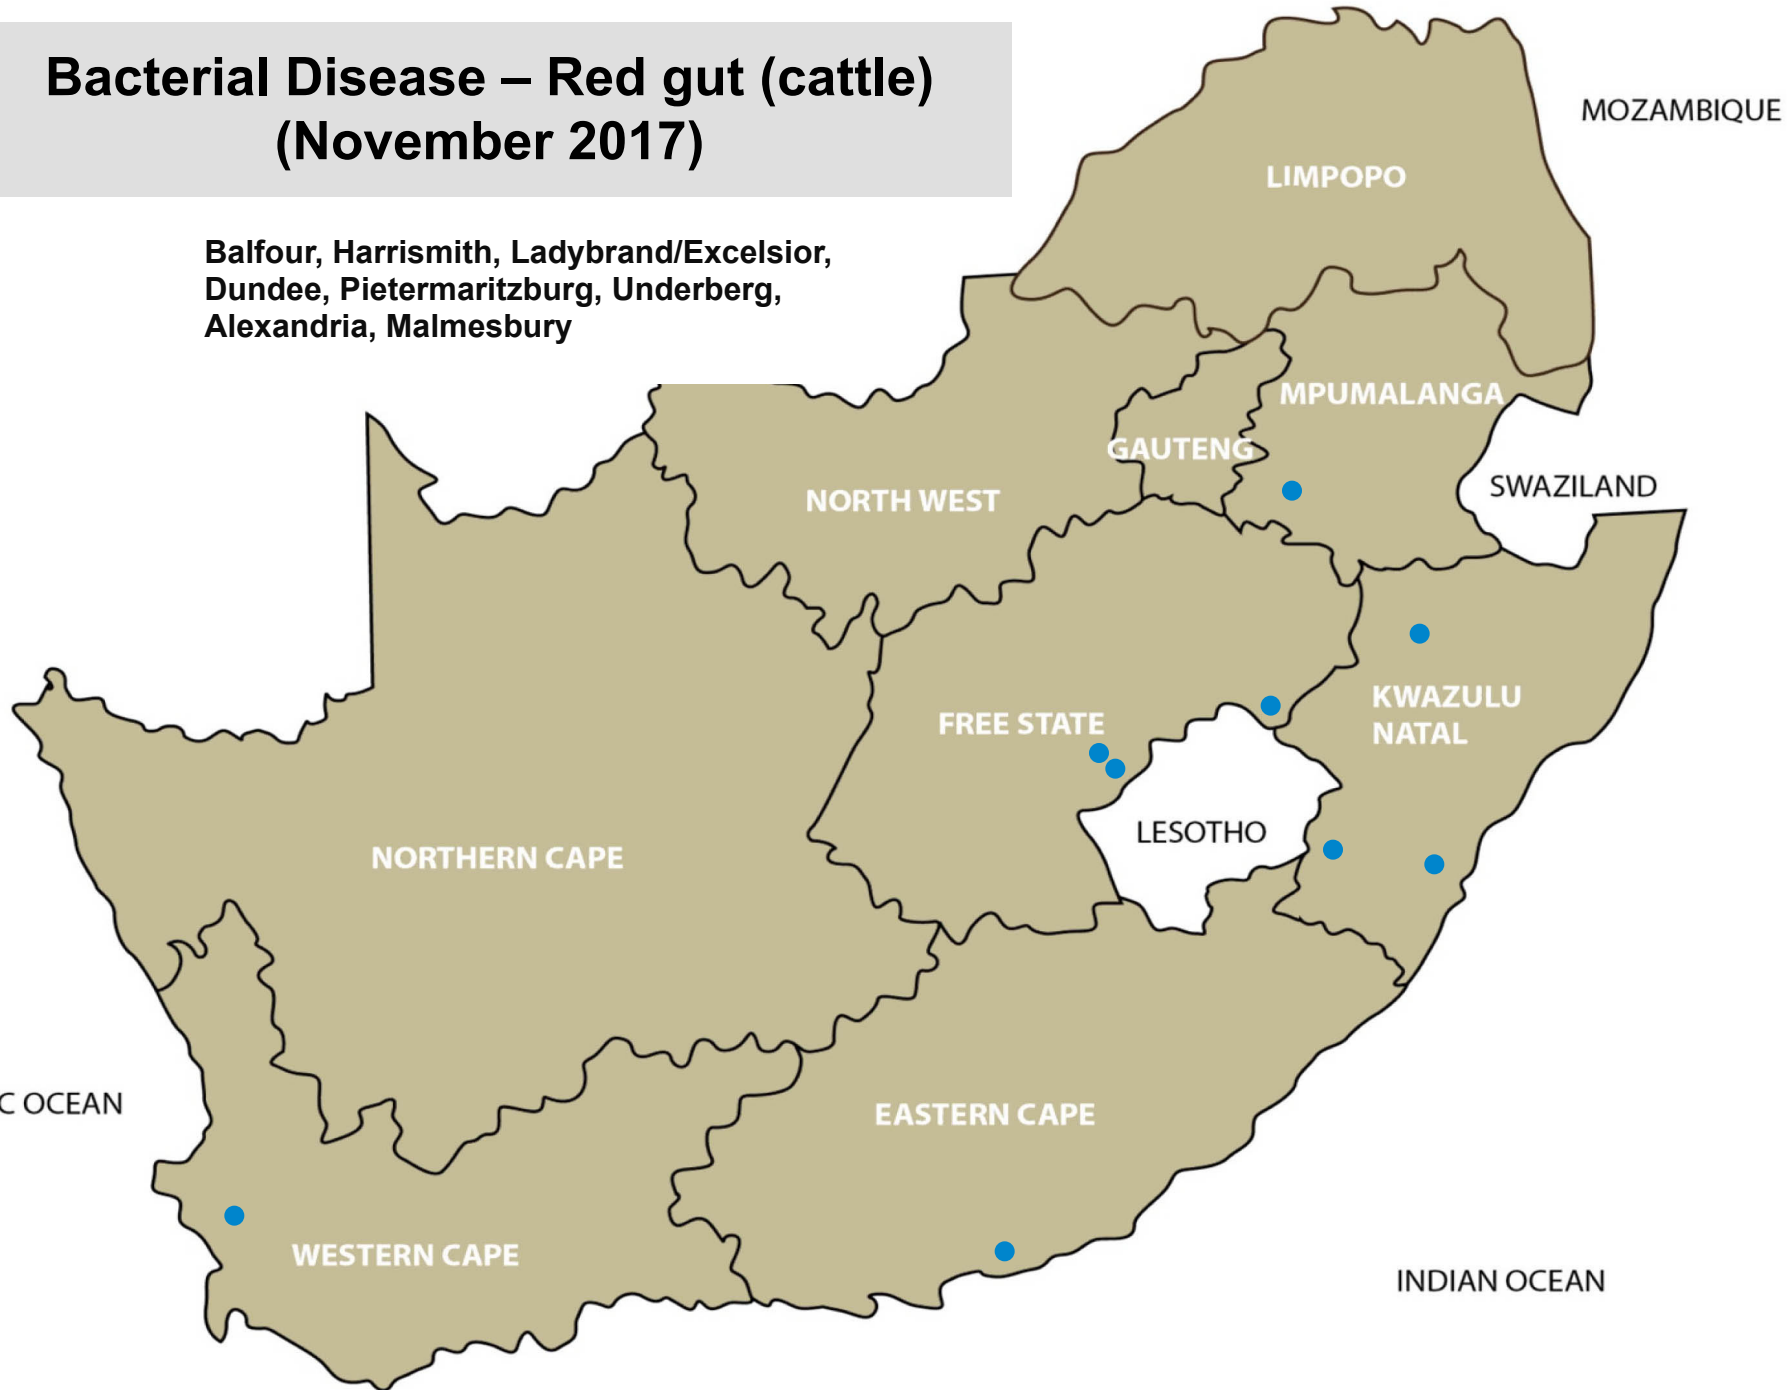 Bacterial Disease – Red gut (cattle)
(November 2017)
Balfour, Harrismith, Ladybrand/Excelsior,
Dundee, Pietermaritzburg, Underberg,
Alexandria, Malmesbury
MOZAMBIQUE
LIMPOPO
MPUMALANGA
GAUTENG
SWAZILAND
NORTH WEST
KWAZULU
NATAL
FREE STATE
LESOTHO
NORTHERN CAPE
C OCEAN
EASTERN CAPE
WESTERN CAPE
INDIAN OCEAN